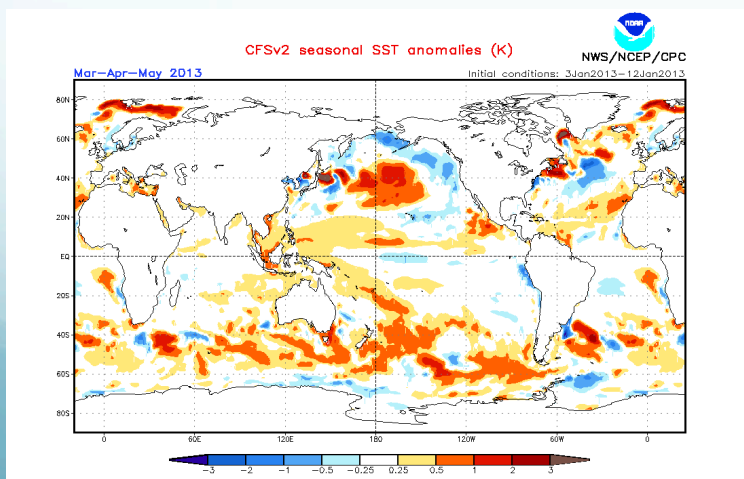 NOAA
CFSv2 seasonal SST anomalies (K)
NWS/NCEP/CPC
Mar-Apr-May 2013
Initial conditions: 3Jan2013-12Jan2013
80N
60N
40N
20N
EQ
20S
40S
60S
80S
0 60E 120E 180 120W 60W 0
-3 -2 -1 -0.5 -0.25 0.25 0.5 1 2 3